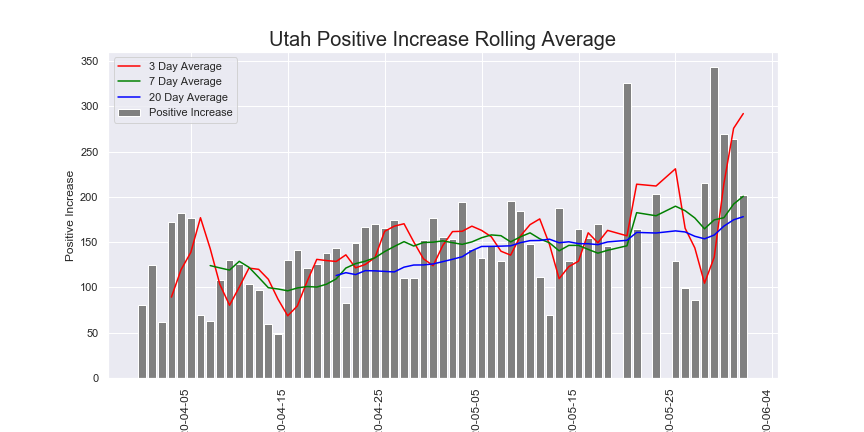 Utah Positive Increase Rolling Average
3 Day Average
7 Day Average
20 Day Average
Positive Increase
Positive Increase
350
300
250
200
150
100
50
0
0-04-05
0-04-15
0-04-25
0-05-05
0-05-15
0-05-25
0-06-04